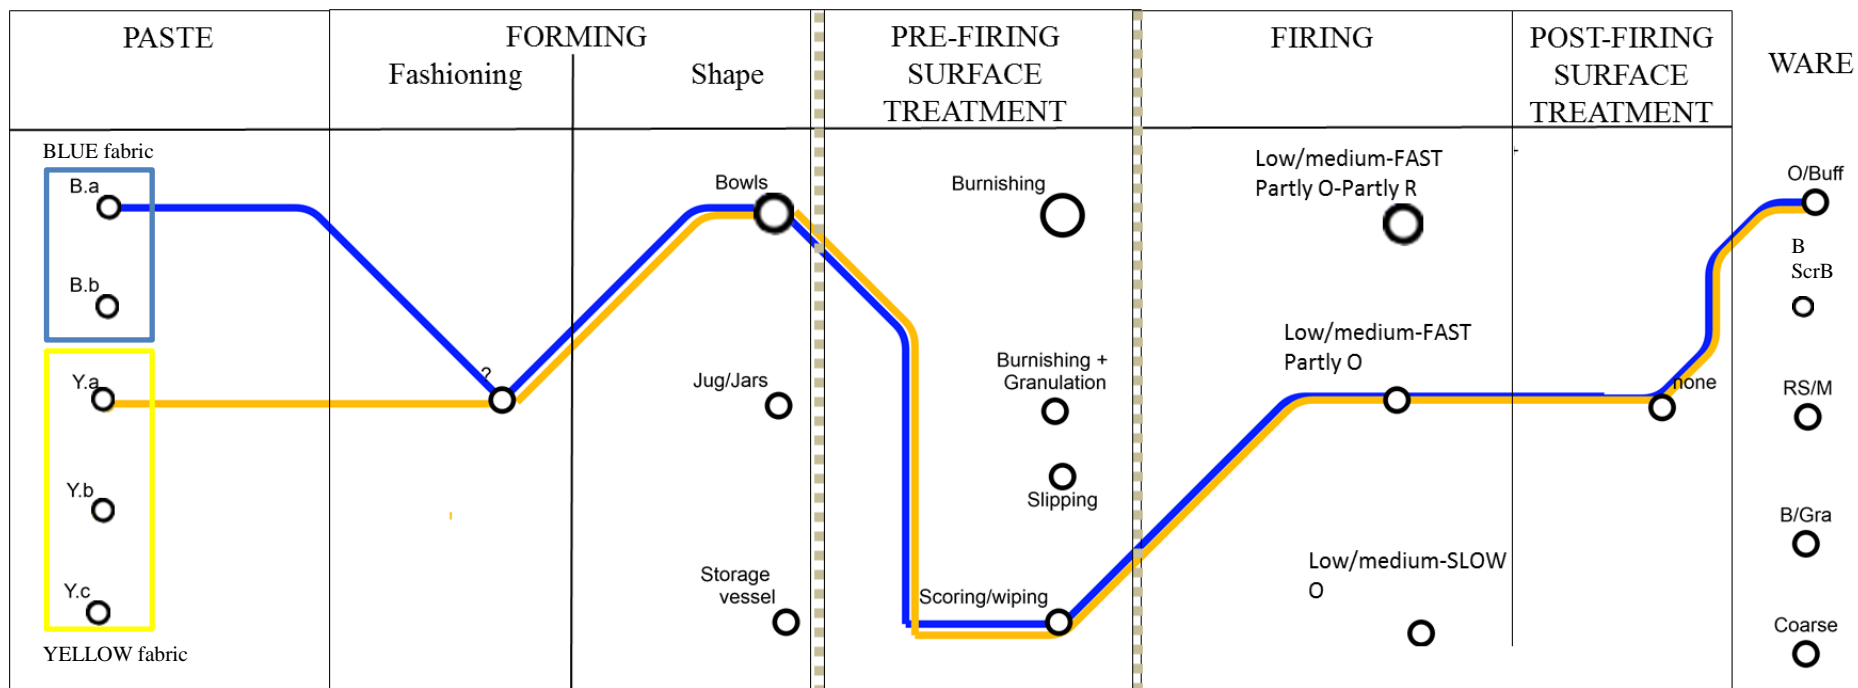 PASTE
FORMING
Fashioning
Shape
PRE-FIRING
SURFACE
TREATMENT
FIRING
POST-FIRING
SURFACE
TREATMENT
WARE
BLUE fabric
B.a
B.b
Y.a
Y.b
Y.c
YELLOW fabric
?
Bowls
Jug/Jars
Storage
vessel
Burnishing
Burnishing +
Granulation
Slipping
Scoring/wiping
Low/medium-FAST
Partly O-Partly R
Low/medium-FAST
Partly O
Low/medium-SLOW
O
+
none
O/Buff
B
ScrB
RS/M
B/Gra
Coarse